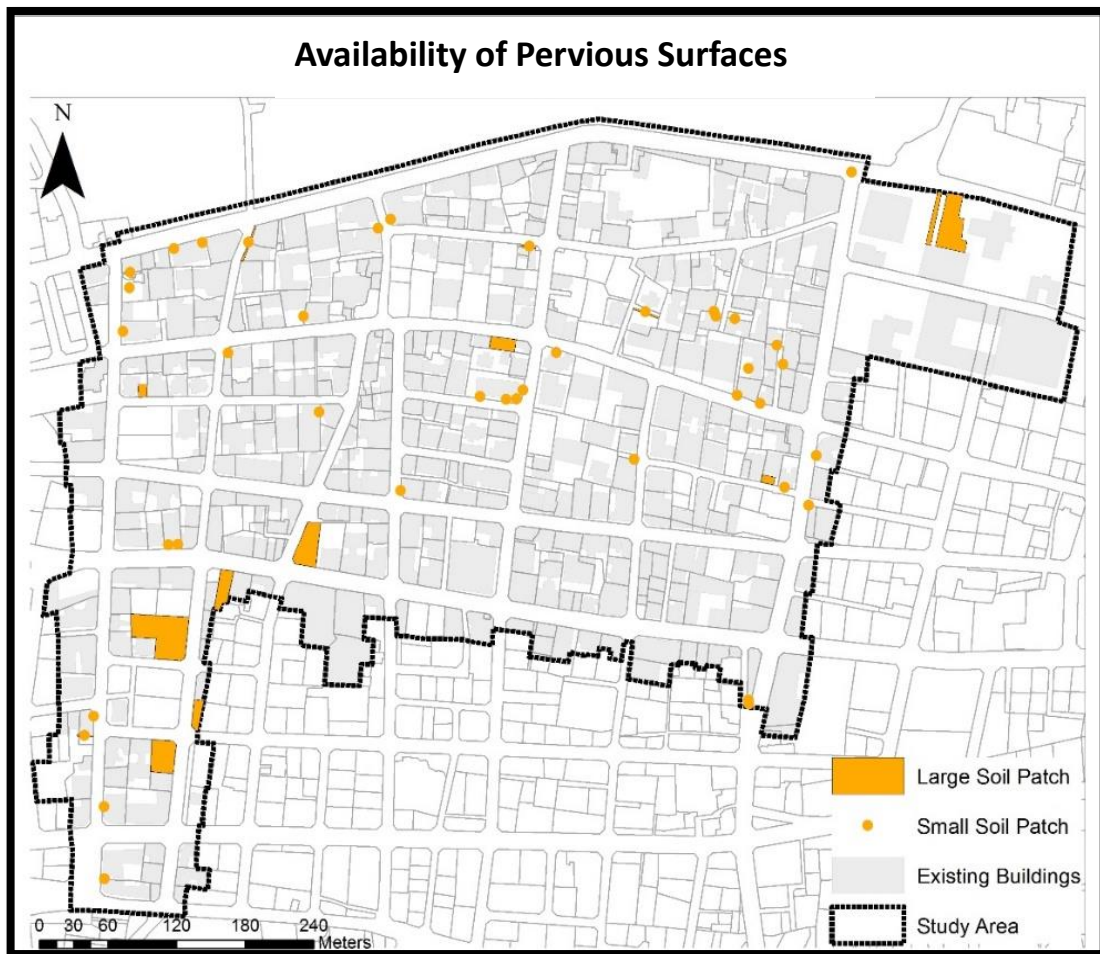 Availability of Pervious Surfaces
N
Large Soil Patch
Small Soil Patch
Existing Buildings
Study Area
0 30 60 120 180 240
Meters